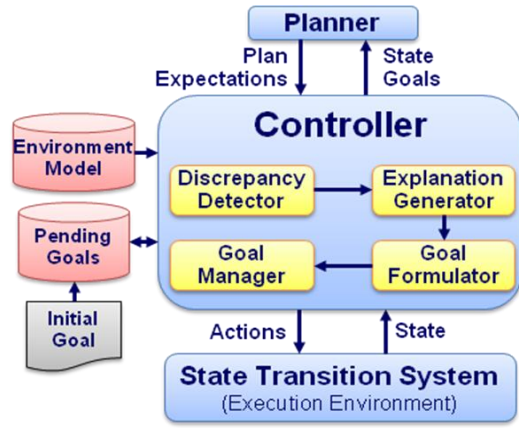 Planner
Plan
Expectations
State
Goals
Controller
Environment
Model
Discrepancy
Detector
Explanation
Generator
Pending
Goals
Goal
Manager
Goal
Formulator
Initial
Goal
Actions
State
State Transition System
(Execution Environment)